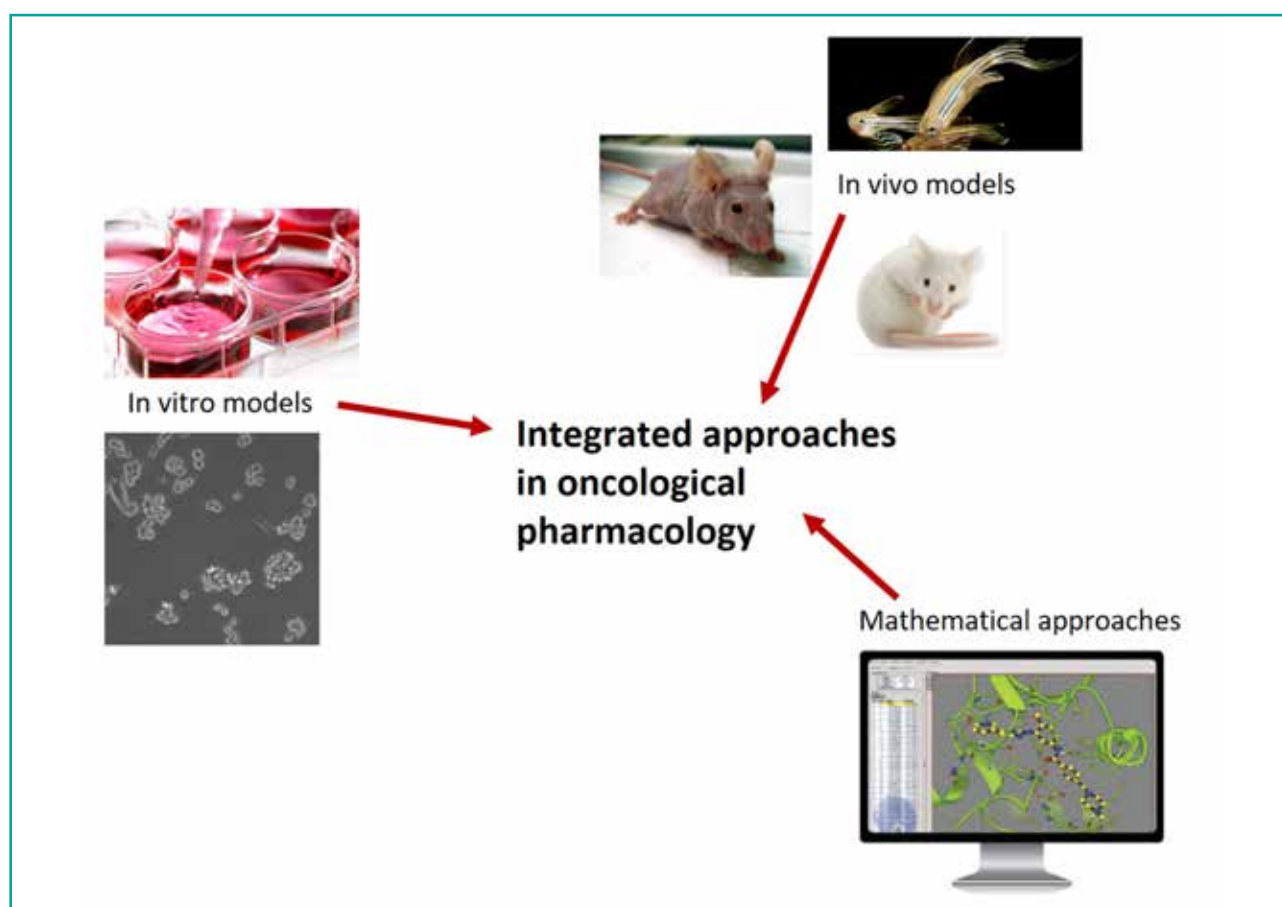 In vivo models
In vitro models
Integrated approaches
in oncological
pharmacology
Mathematical approaches